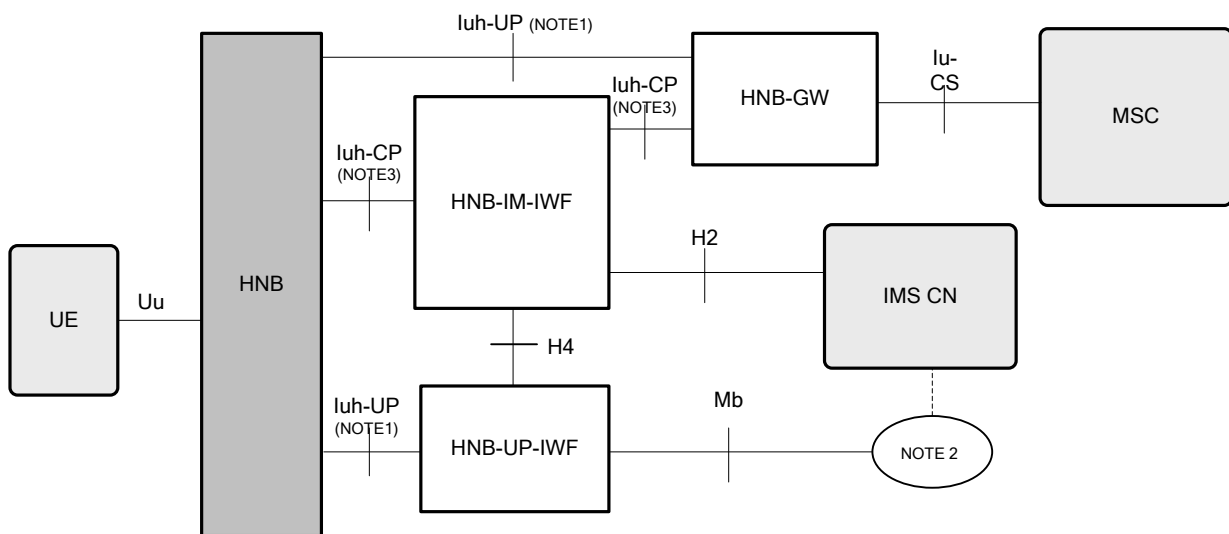 Iuh-UP (NOTE1)
Iu-
CS
HNB-GW
MSC
Iuh-CP
(NOTE3)
Iuh-CP
(NOTE3)
HNB-IM-IWF
H2
HNB
IMS CN
Uu
UE
H4
Iuh-UP
(NOTE1)
Mb
HNB-UP-IWF
NOTE 2